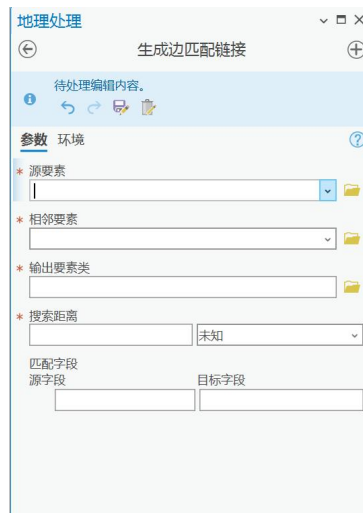 地理处理
生成边匹配链接
待处理编辑内容。
参数 环境
* 源要素
* 相邻要素
* 输出要素类
* 搜索距离
未知
匹配字段
源字段 目标字段